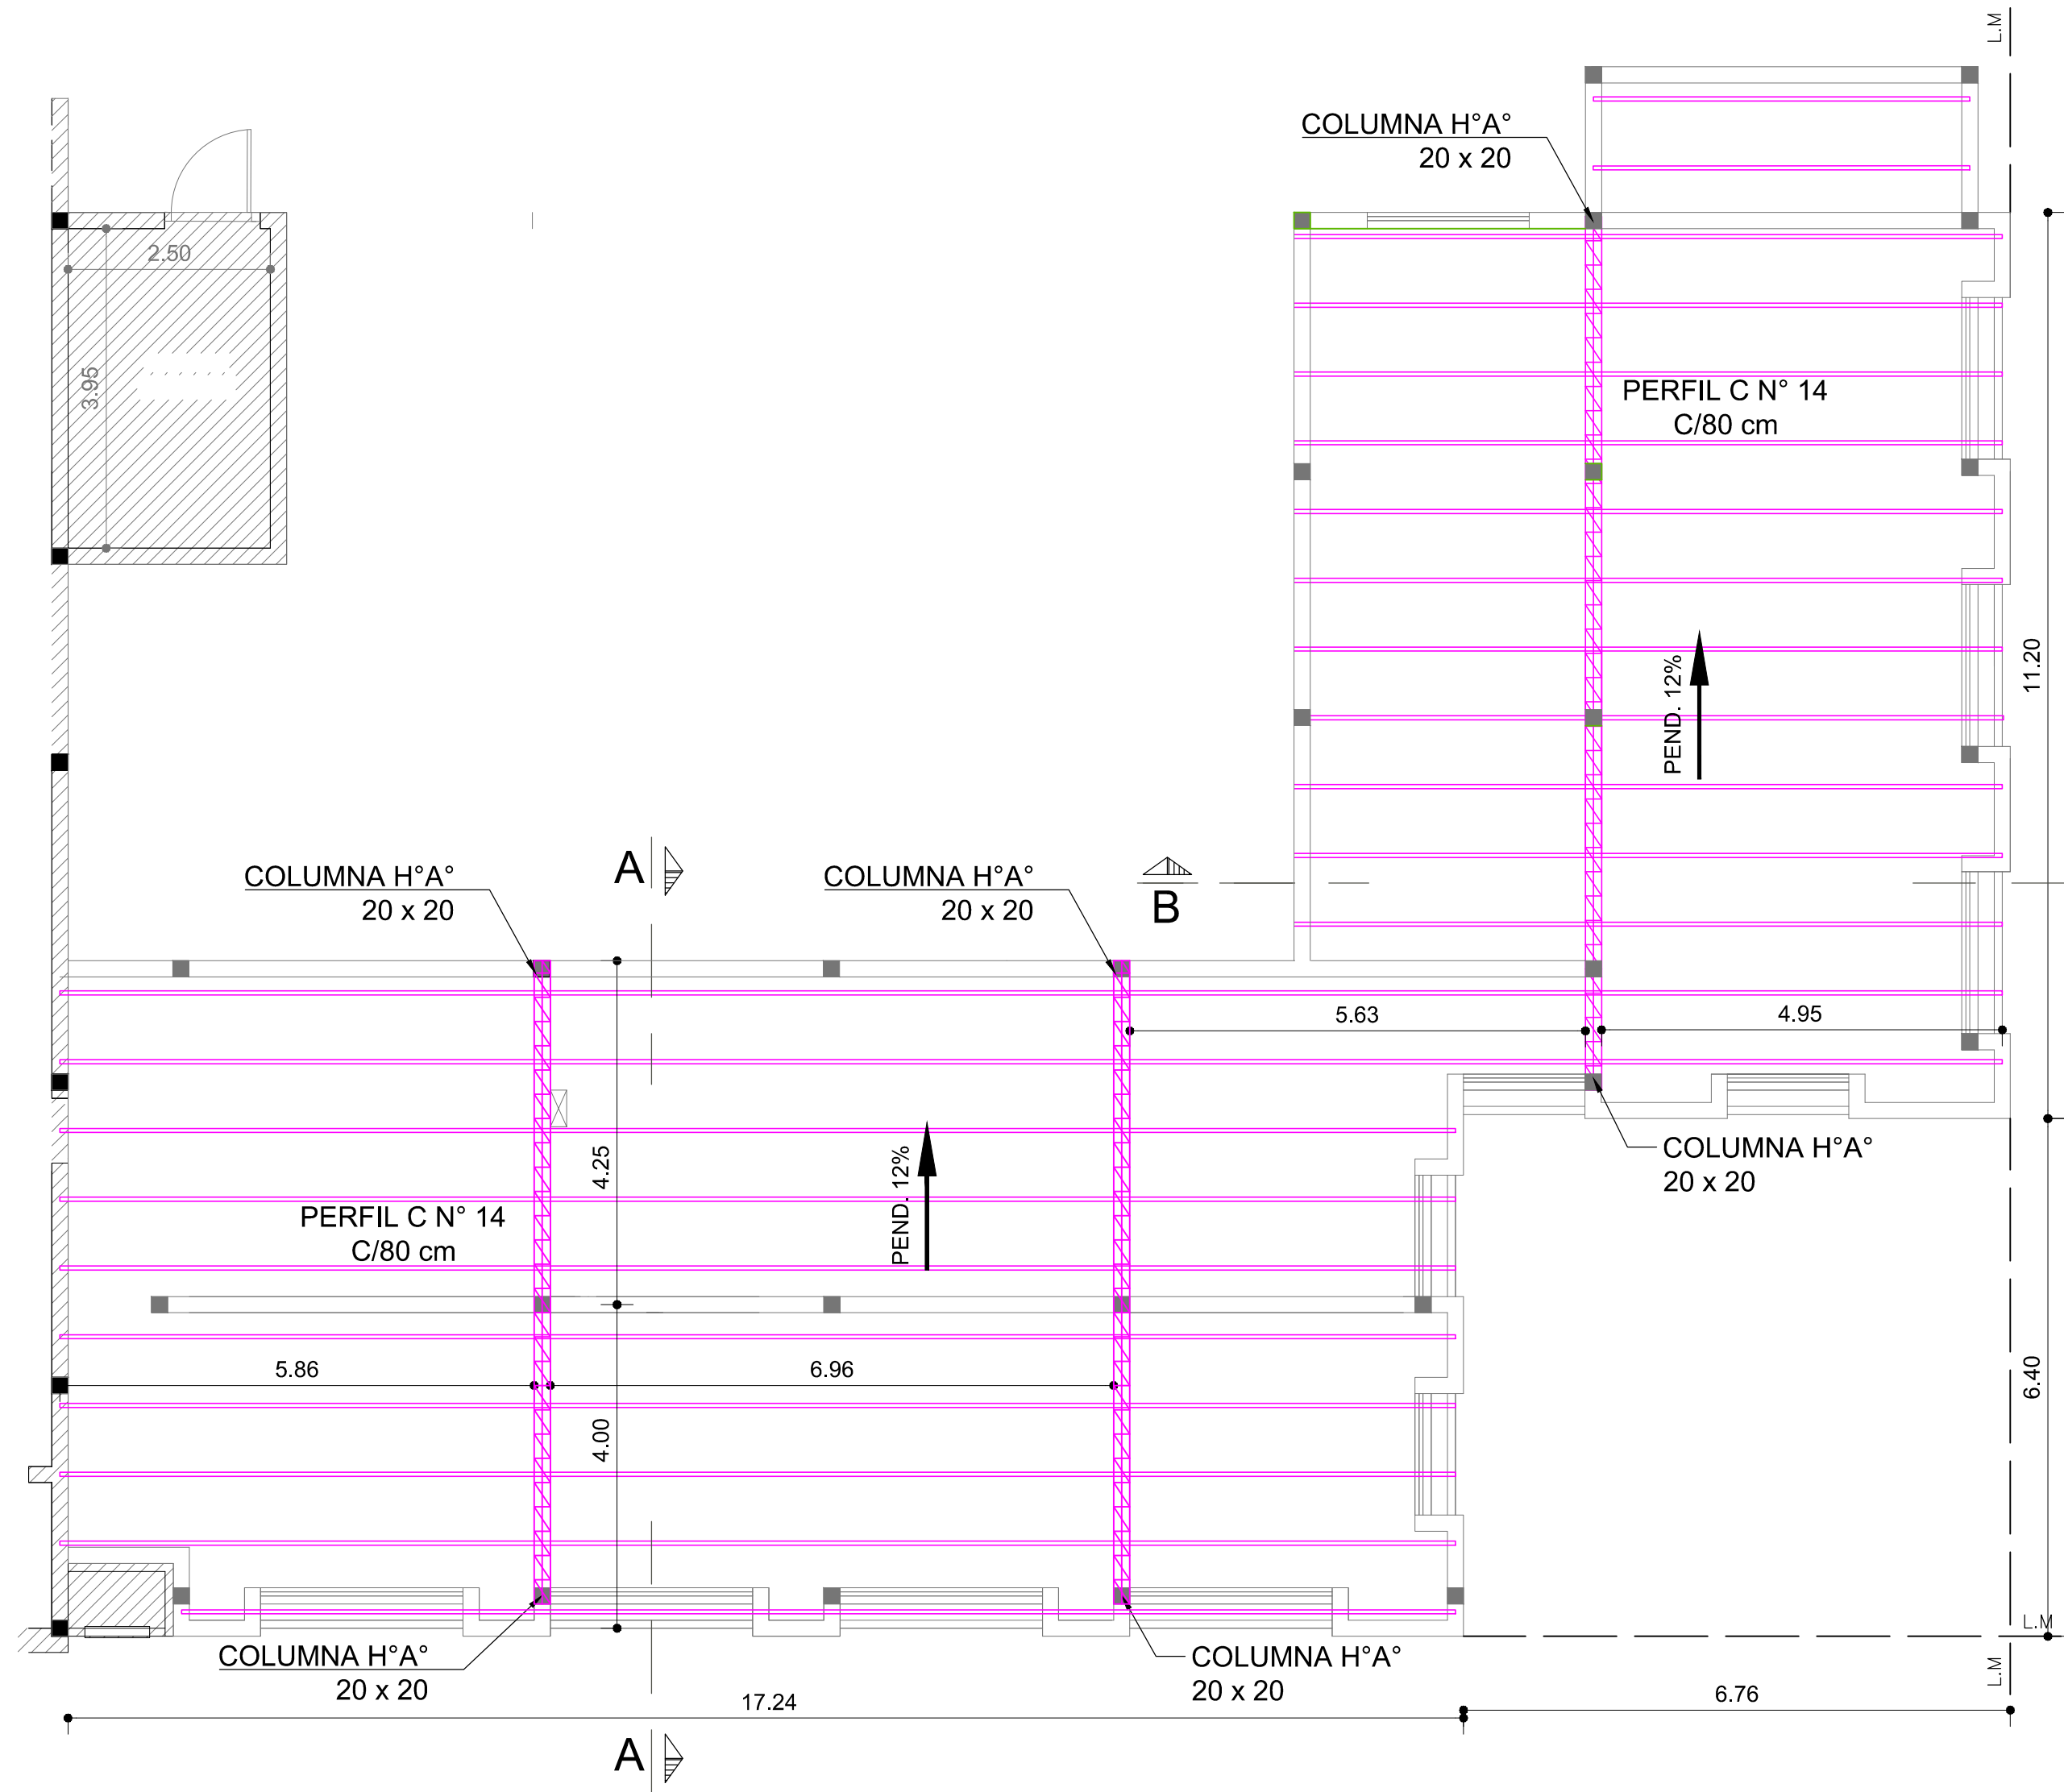 L.M
COLUMNA H°A°
20 x 20
2.50
3.95
PERFIL C N° 14
C/80 cm
11.20
PEND. 12%
A
COLUMNA H°A°
20 x 20
COLUMNA H°A°
20 x 20
B
5.63
4.95
4.25
PEND. 12%
COLUMNA H°A°
20 x 20
PERFIL C N° 14
C/80 cm
5.86
6.96
6.40
4.00
L.M
COLUMNA H°A°
20 x 20
COLUMNA H°A°
20 x 20
L.M
17.24
6.76
A